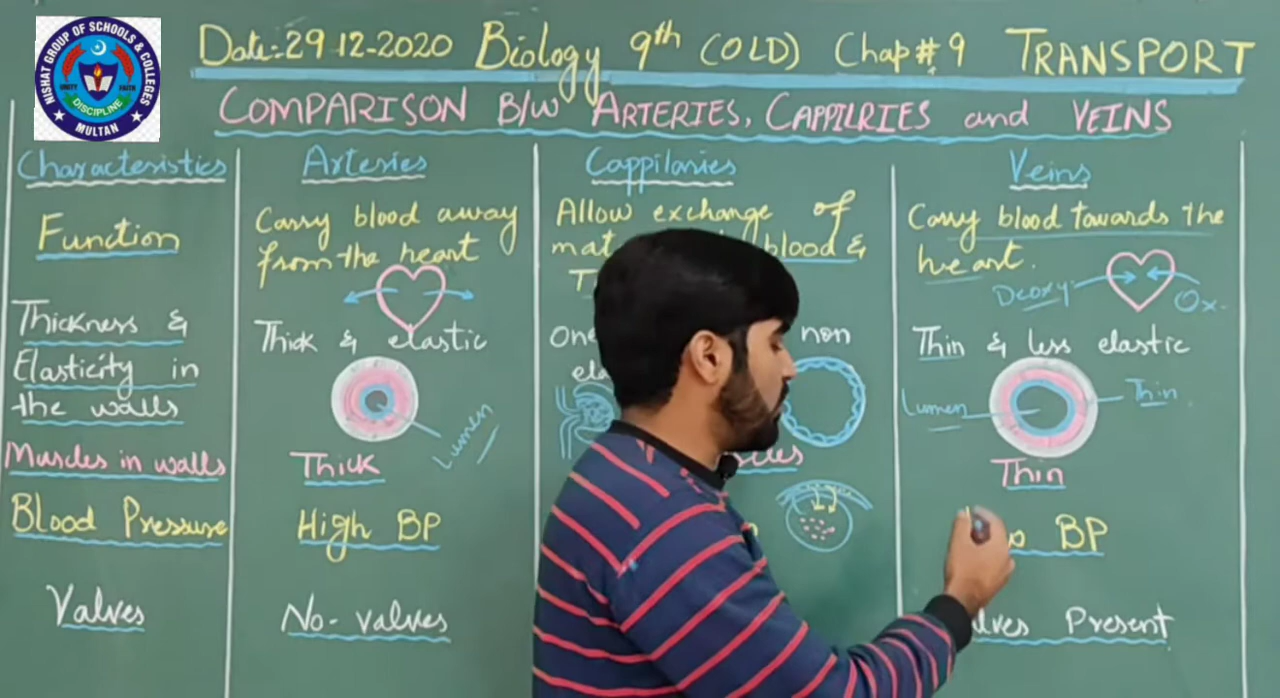 NISHAT GROUP OF SCHOOLS & COLLEGES
UNITY
FAITH
DISCIPLINE
MULTAN
Date:- 29 12-2020 Biology 9th (OLD) Chap # 9 TRANSPORT
COMPARISON B/W ARTERIES, CAPPILRIES and VEINS
Characteristics
Arteries
Cappilaries
Veins
Function
Carry blood away
from the heart
Allow exchange of
blood &
Carry blood towards the
heart.
Deoxy.
Ox.
Thickness &
Elasticity in
the walls
Thick & elastic
Lumen
One
non
Thin & less elastic
Lumen
Thin
Muscles in walls
Thick
Thin
Blood Pressure
High BP
BP
Valves
No- valves
Present